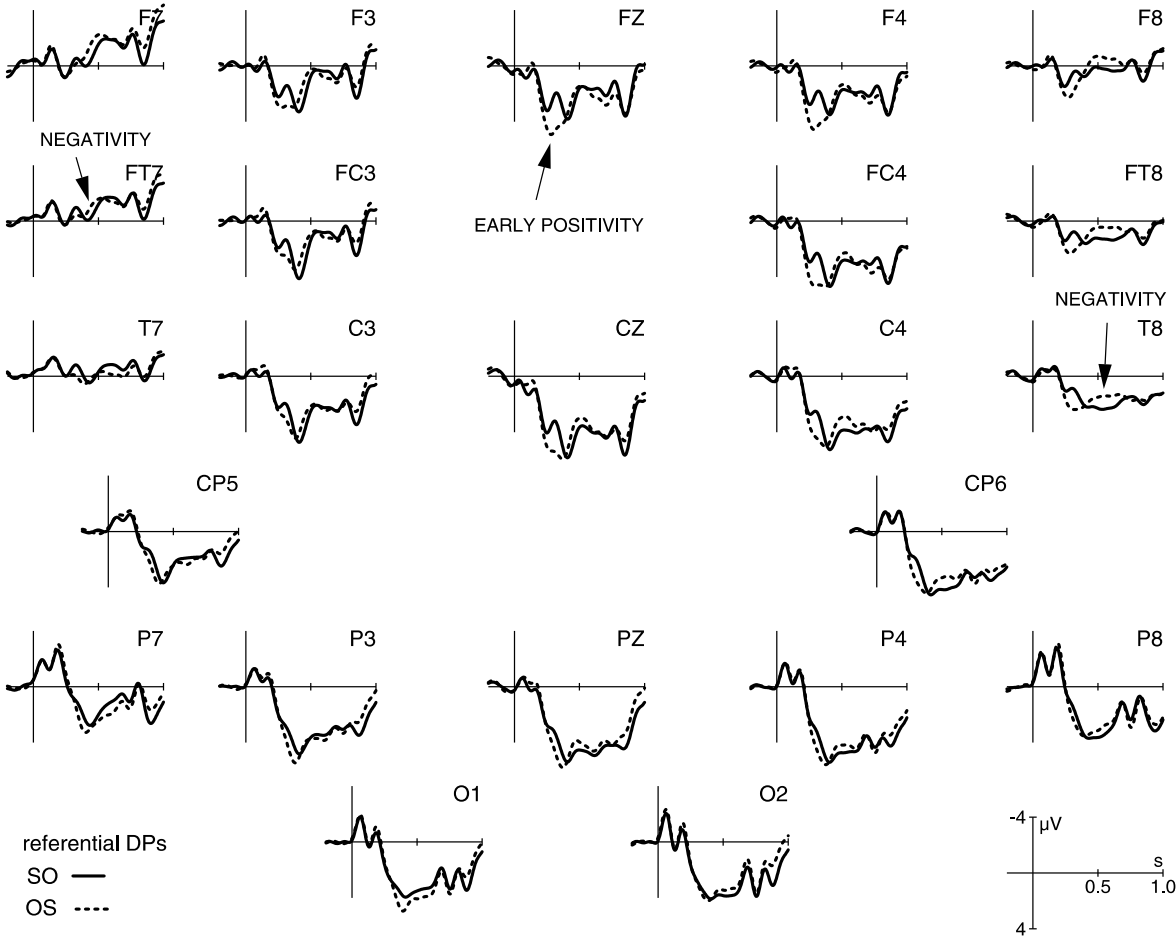 F7
F3
FZ
F4
F8
NEGATIVITY
FT7
FC3
EARLY POSITIVITY
FC4
FT8
NEGATIVITY
T7
C3
CZ
C4
T8
CP5
CP6
P7
P3
PZ
P4
P8
O1
O2
referential DPs
SO
OS
-4
µV
s
0.5
1.0
4